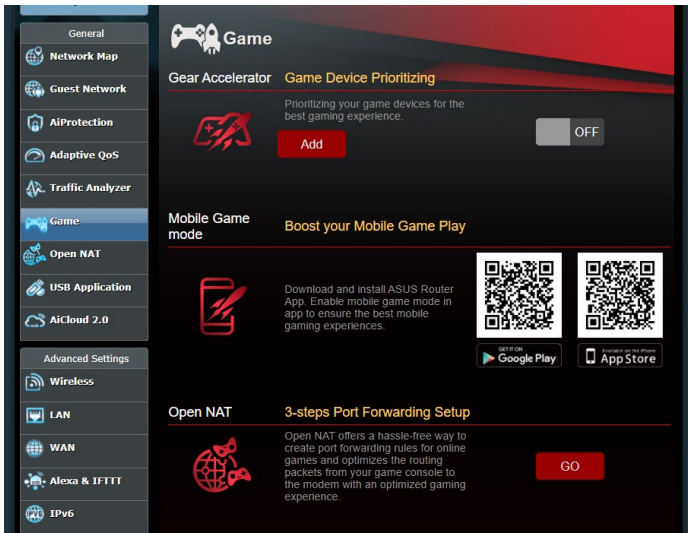 General
Network Map
Guest Network
AiProtection
Adaptive QoS
Traffic Analyzer
Game
Open NAT
USB Application
AiCloud 2.0
Advanced Settings
Wireless
LAN
WAN
Alexa & IFTTT
IPv6
Game
Gear Accelerator
Game Device Prioritizing
Prioritizing your game devices for the
best gaming experience.
Add
OFF
Mobile Game
mode
Boost your Mobile Game Play
Download and install ASUS Router
App. Enable mobile game mode in
app to ensure the best mobile
gaming experiences.
GET IT ON
Google Play
Available on the iPhone
App Store
Open NAT
3-steps Port Forwarding Setup
Open NAT offers a hassle-free way to
create port forwarding rules for online
games and optimizes the routing
packets from your game console to
the modem with an optimized gaming
experience.
GO